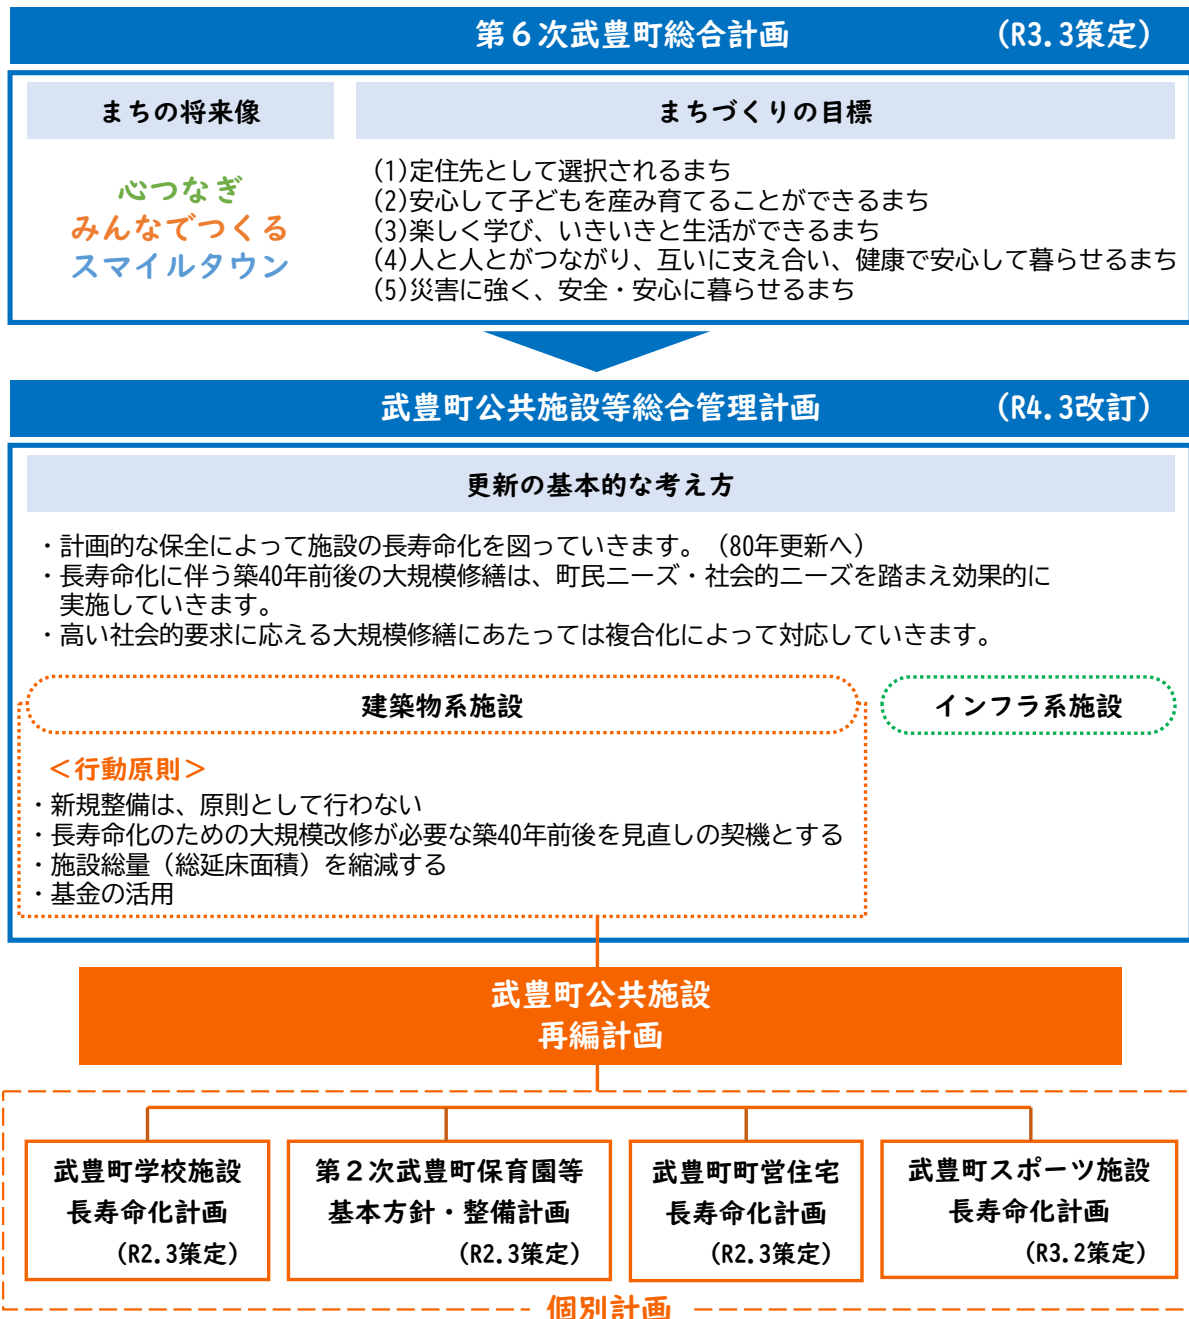 第６次武豊町総合計画 (R3.3策定)
まちの将来像
心つなぎ
みんなでつくる
スマイルタウン
まちづくりの目標
(1)定住先として選択されるまち
(2)安心して子どもを産み育てることができるまち
(3)楽しく学び、いきいきと生活ができるまち
(4)人と人とがつながり、互いに支え合い、健康で安心して暮らせるまち
(5)災害に強く、安全・安心に暮らせるまち
武豊町公共施設等総合管理計画 (R4.3改訂)
更新の基本的な考え方
・計画的な保全によって施設の長寿命化を図っていきます。（80年更新へ）
・長寿命化に伴う築40年前後の大規模修繕は、町民ニーズ・社会的ニーズを踏まえ効果的に
実施していきます。
・高い社会的要求に応える大規模修繕にあたっては複合化によって対応していきます。
建築物系施設
＜行動原則＞
・新規整備は、原則として行わない
・長寿命化のための大規模改修が必要な築40年前後を見直しの契機とする
・施設総量（総延床面積）を縮減する
・基金の活用
インフラ系施設
武豊町公共施設
再編計画
武豊町学校施設
長寿命化計画
(R2.3策定)
第２次武豊町保育園等
基本方針・整備計画
(R2.3策定)
武豊町町営住宅
長寿命化計画
(R2.3策定)
武豊町スポーツ施設
長寿命化計画
(R3.2策定)
個別計画